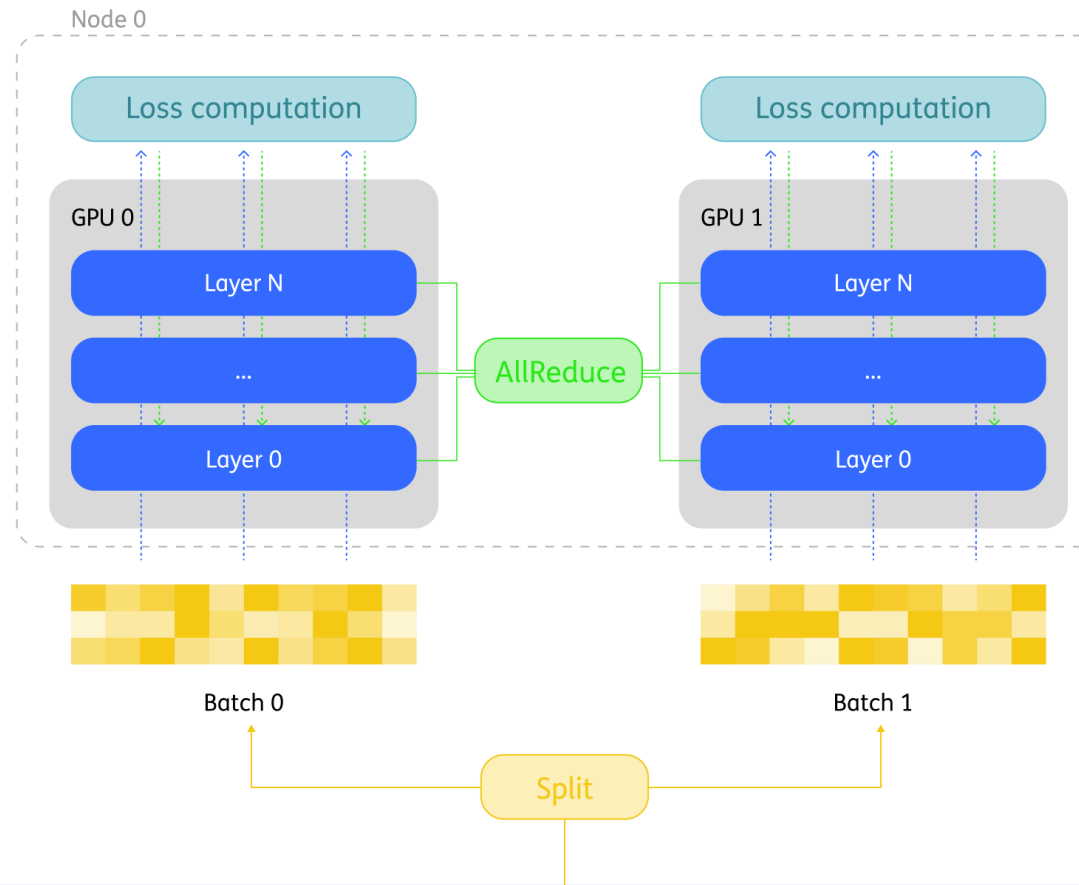 Node 0
Loss computation
Loss computation
GPU 0
GPU 1
Layer N
Layer N
AllReduce
...
...
Layer 0
Layer 0
Batch 0
Batch 1
Split